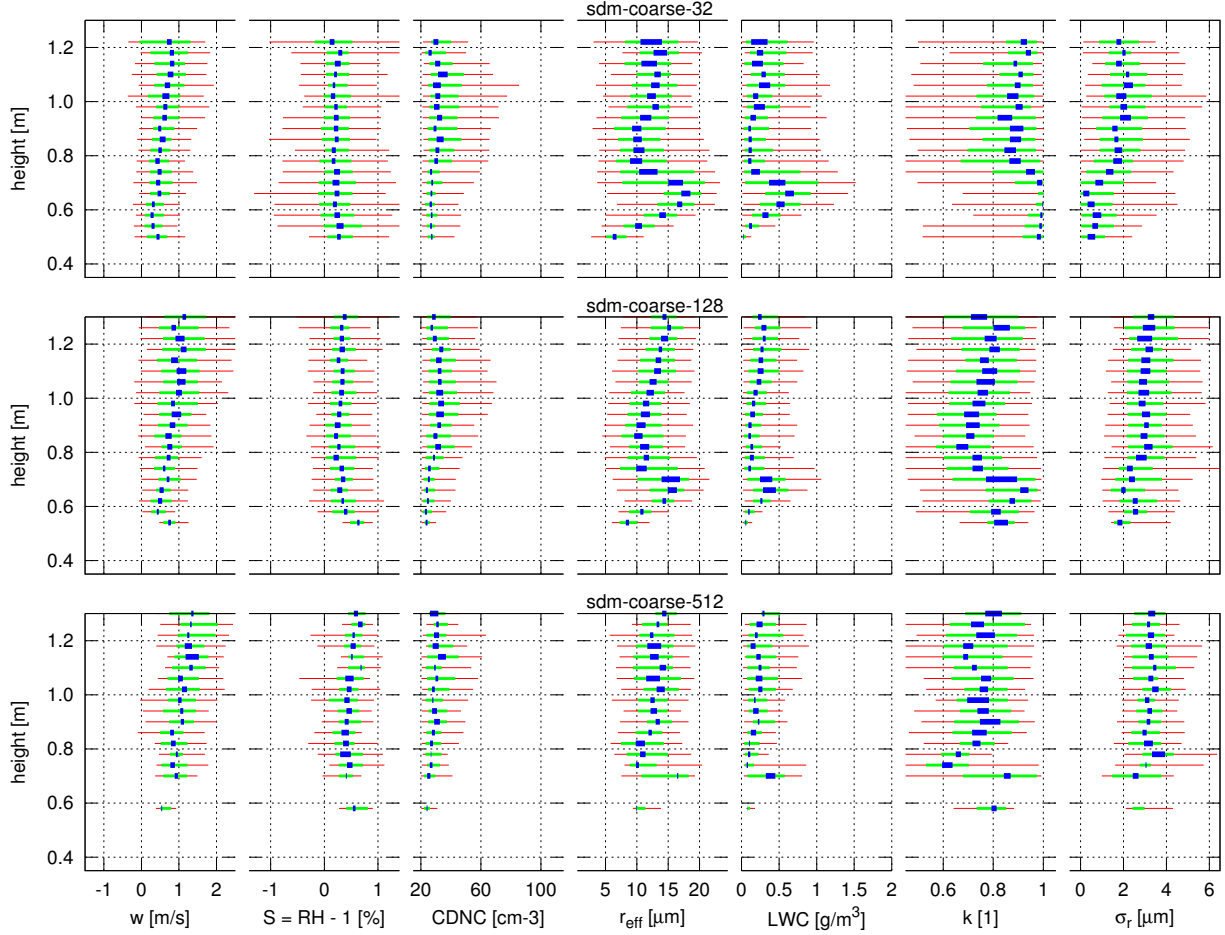 sdm-coarse-32
height [m]
1.2
1.0
0.8
0.6
0.4
sdm-coarse-128
height [m]
1.2
1.0
0.8
0.6
0.4
sdm-coarse-512
height [m]
1.2
1.0
0.8
0.6
0.4
-1 0 1 2 -1 0 1 20 60 100 5 10 15 20 0 0.5 1 1.5 2 0.6 0.8 1 0 2 4 6
w [m/s] S = RH - 1 [%] CDNC [cm-3] r_eff [μm] LWC [g/m³] k [1] σ_r [μm]